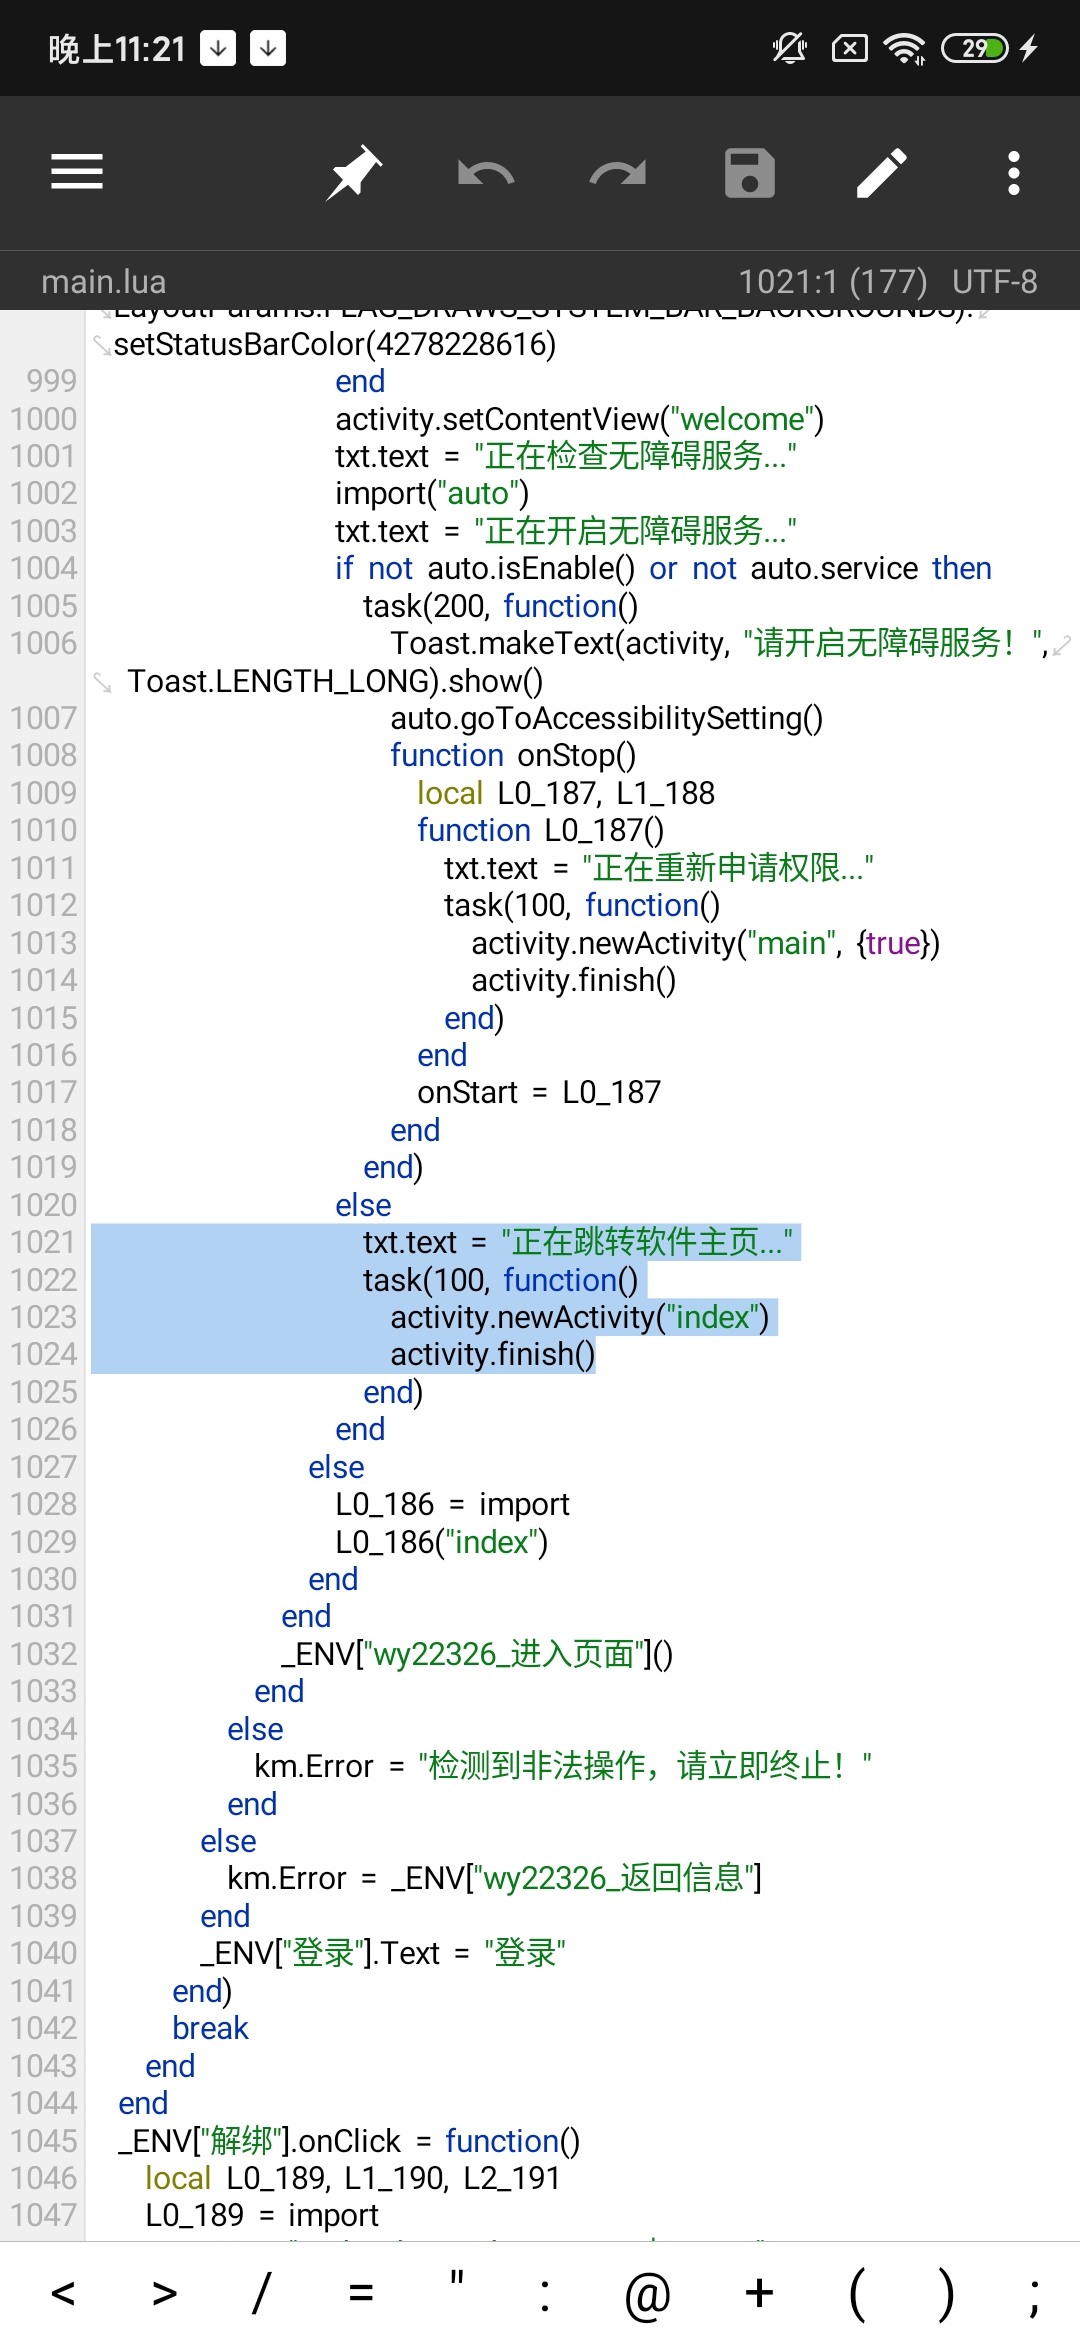 晚上11:21
29
main.lua 1021:1 (177) UTF-8
LayoutParams.FLAG_DRAWS_SYSTEM_BAR_BACKGROUNDS).
setStatusBarColor(4278228616)
999 end
1000 activity.setContentView("welcome")
1001 txt.text = "正在检查无障碍服务..."
1002 import("auto")
1003 txt.text = "正在开启无障碍服务..."
1004 if not auto.isEnable() or not auto.service then
1005 task(200, function()
1006 Toast.makeText(activity, "请开启无障碍服务！",
Toast.LENGTH_LONG).show()
1007 auto.goToAccessibilitySetting()
1008 function onStop()
1009 local L0_187, L1_188
1010 function L0_187()
1011 txt.text = "正在重新申请权限..."
1012 task(100, function()
1013 activity.newActivity("main", {true})
1014 activity.finish()
1015 end)
1016 end
1017 onStart = L0_187
1018 end
1019 end)
1020 else
1021 txt.text = "正在跳转软件主页..."
1022 task(100, function()
1023 activity.newActivity("index")
1024 activity.finish()
1025 end)
1026 end
1027 else
1028 L0_186 = import
1029 L0_186("index")
1030 end
1031 end
1032 _ENV["wy22326_进入页面"]()
1033 end
1034 else
1035 km.Error = "检测到非法操作，请立即终止！"
1036 end
1037 else
1038 km.Error = _ENV["wy22326_返回信息"]
1039 end
1040 _ENV["登录"].Text = "登录"
1041 end)
1042 break
1043 end
1044 end
1045 _ENV["解绑"].onClick = function()
1046 local L0_189, L1_190, L2_191
1047 L0_189 = import
< > / = " : @ + ( ) ;